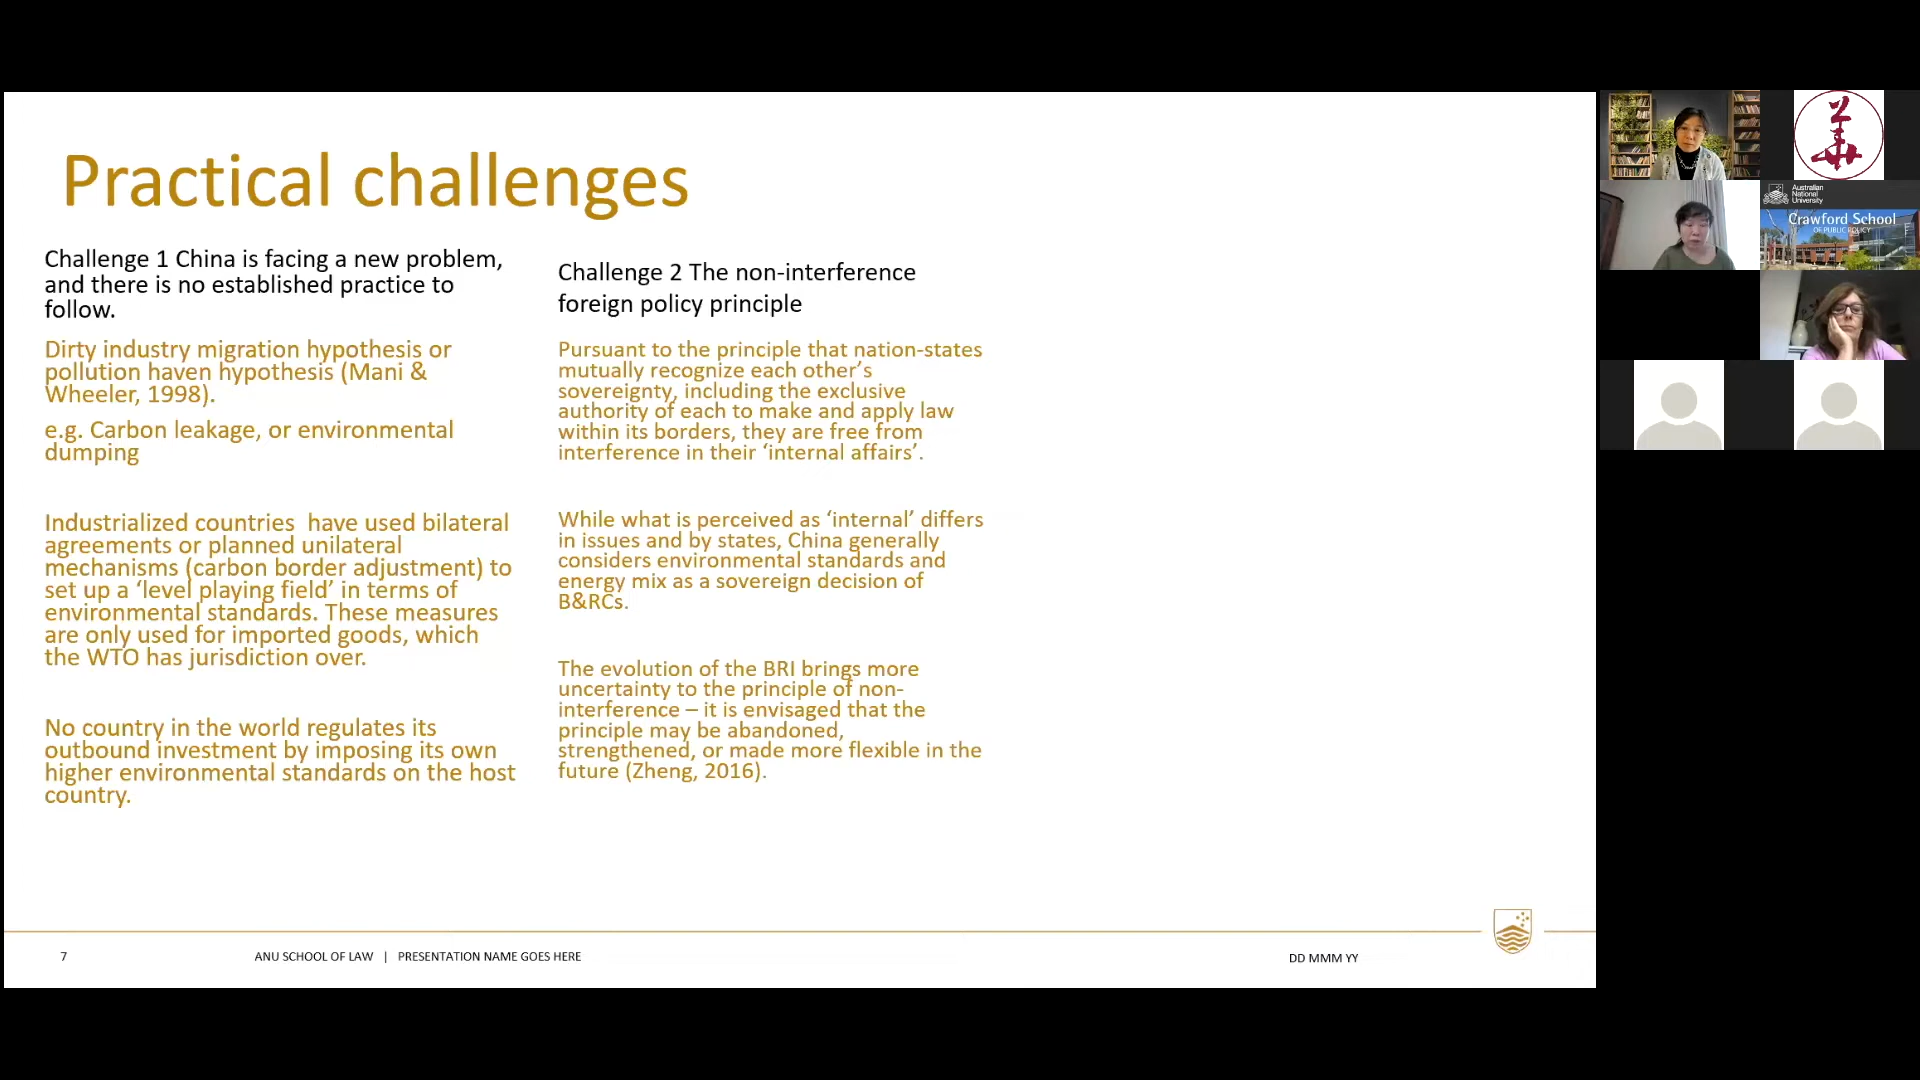 Practical challenges
Challenge 1 China is facing a new problem,
and there is no established practice to
follow.
Dirty industry migration hypothesis or
pollution haven hypothesis (Mani &
Wheeler, 1998).
e.g. Carbon leakage, or environmental
dumping
Industrialized countries  have used bilateral
agreements or planned unilateral
mechanisms (carbon border adjustment) to
set up a ‘level playing field’ in terms of
environmental standards. These measures
are only used for imported goods, which
the WTO has jurisdiction over.
No country in the world regulates its
outbound investment by imposing its own
higher environmental standards on the host
country.
Challenge 2 The non-interference
foreign policy principle
Pursuant to the principle that nation-states
mutually recognize each other’s
sovereignty, including the exclusive
authority of each to make and apply law
within its borders, they are free from
interference in their ‘internal affairs’.
While what is perceived as ‘internal’ differs
in issues and by states, China generally
considers environmental standards and
energy mix as a sovereign decision of
B&RCs.
The evolution of the BRI brings more
uncertainty to the principle of non-
interference – it is envisaged that the
principle may be abandoned,
strengthened, or made more flexible in the
future (Zheng, 2016).
7
ANU SCHOOL OF LAW | PRESENTATION NAME GOES HERE
DD MMM YY
華
Australian
National
University
Crawford School
OF PUBLIC POLICY